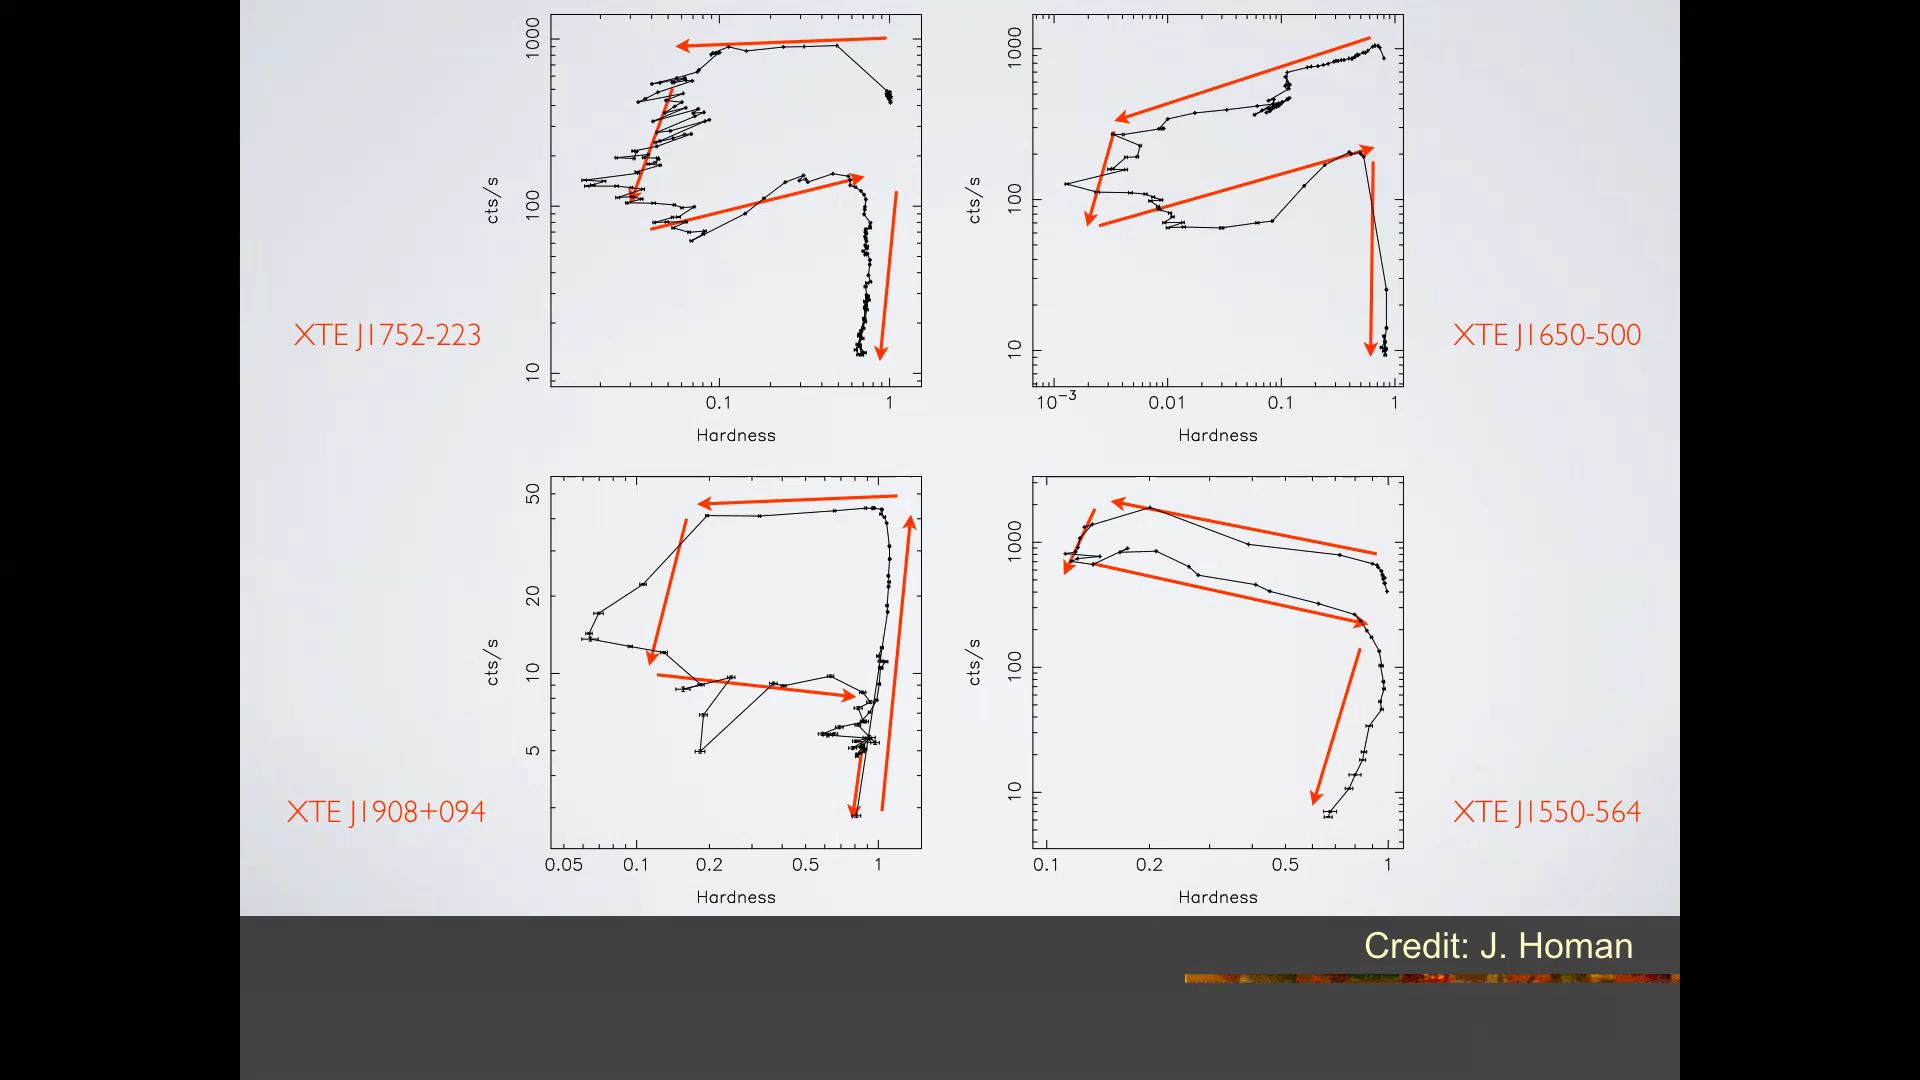 1000
100
10
cts/s
0.1
1
Hardness
XTE J1752-223
1000
100
10
cts/s
10⁻³
0.01
0.1
1
Hardness
XTE J1650-500
50
20
10
5
cts/s
0.05
0.1
0.2
0.5
1
Hardness
XTE J1908+094
1000
100
10
cts/s
0.1
0.2
0.5
1
Hardness
XTE J1550-564
Credit: J. Homan